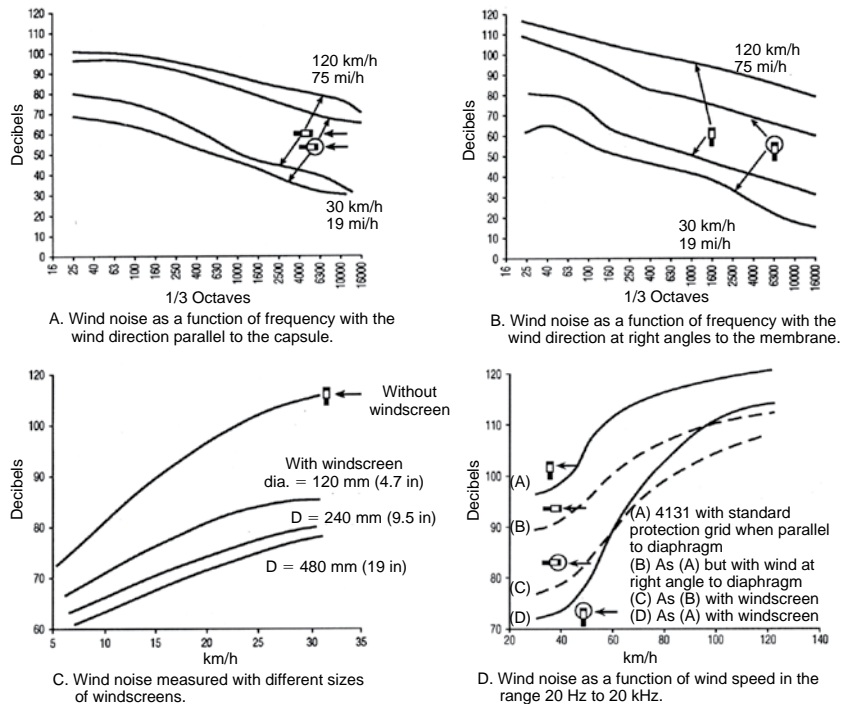 120
110
100
90
80
70
60
50
40
30
20
10
0
Decibels
120 km/h
75 mi/h
30 km/h
19 mi/h
16 25 40 63 100 160 250 400 630 1000 1600 2500 4000 6300 10000 16000
1/3 Octaves
A. Wind noise as a function of frequency with the
wind direction parallel to the capsule.
120
110
100
90
80
70
60
50
40
30
20
10
0
Decibels
120 km/h
75 mi/h
30 km/h
19 mi/h
16 25 40 63 100 160 250 400 630 1000 1600 2500 4000 6300 10000 16000
1/3 Octaves
B. Wind noise as a function of frequency with the
wind direction at right angles to the membrane.
120
110
100
90
80
70
60
Decibels
Without
windscreen
With windscreen
dia. = 120 mm (4.7 in)
D = 240 mm (9.5 in)
D = 480 mm (19 in)
5 10 15 20 25 30 35
km/h
C. Wind noise measured with different sizes
of windscreens.
120
110
100
90
80
70
Decibels
(A)
(B)
(C)
(D)
(A) 4131 with standard
protection grid when parallel
to diaphragm
(B) As (A) but with wind at
right angle to diaphragm
(C) As (B) with windscreen
(D) As (A) with windscreen
20 40 60 80 100 120 140
km/h
D. Wind noise as a function of wind speed in the
range 20 Hz to 20 kHz.